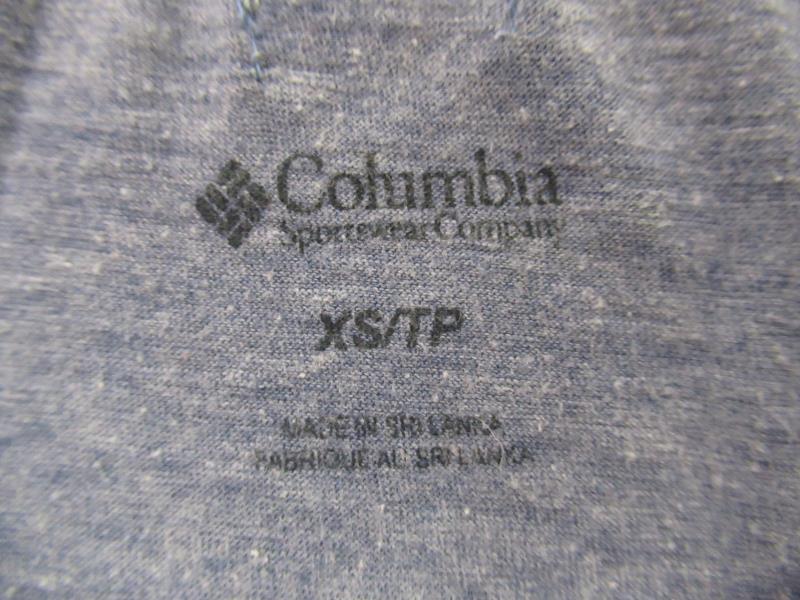 Columbia
Sportswear Company
XS/TP
MADE IN SRI LANKA
FABRIQUE AU SRI LANKA